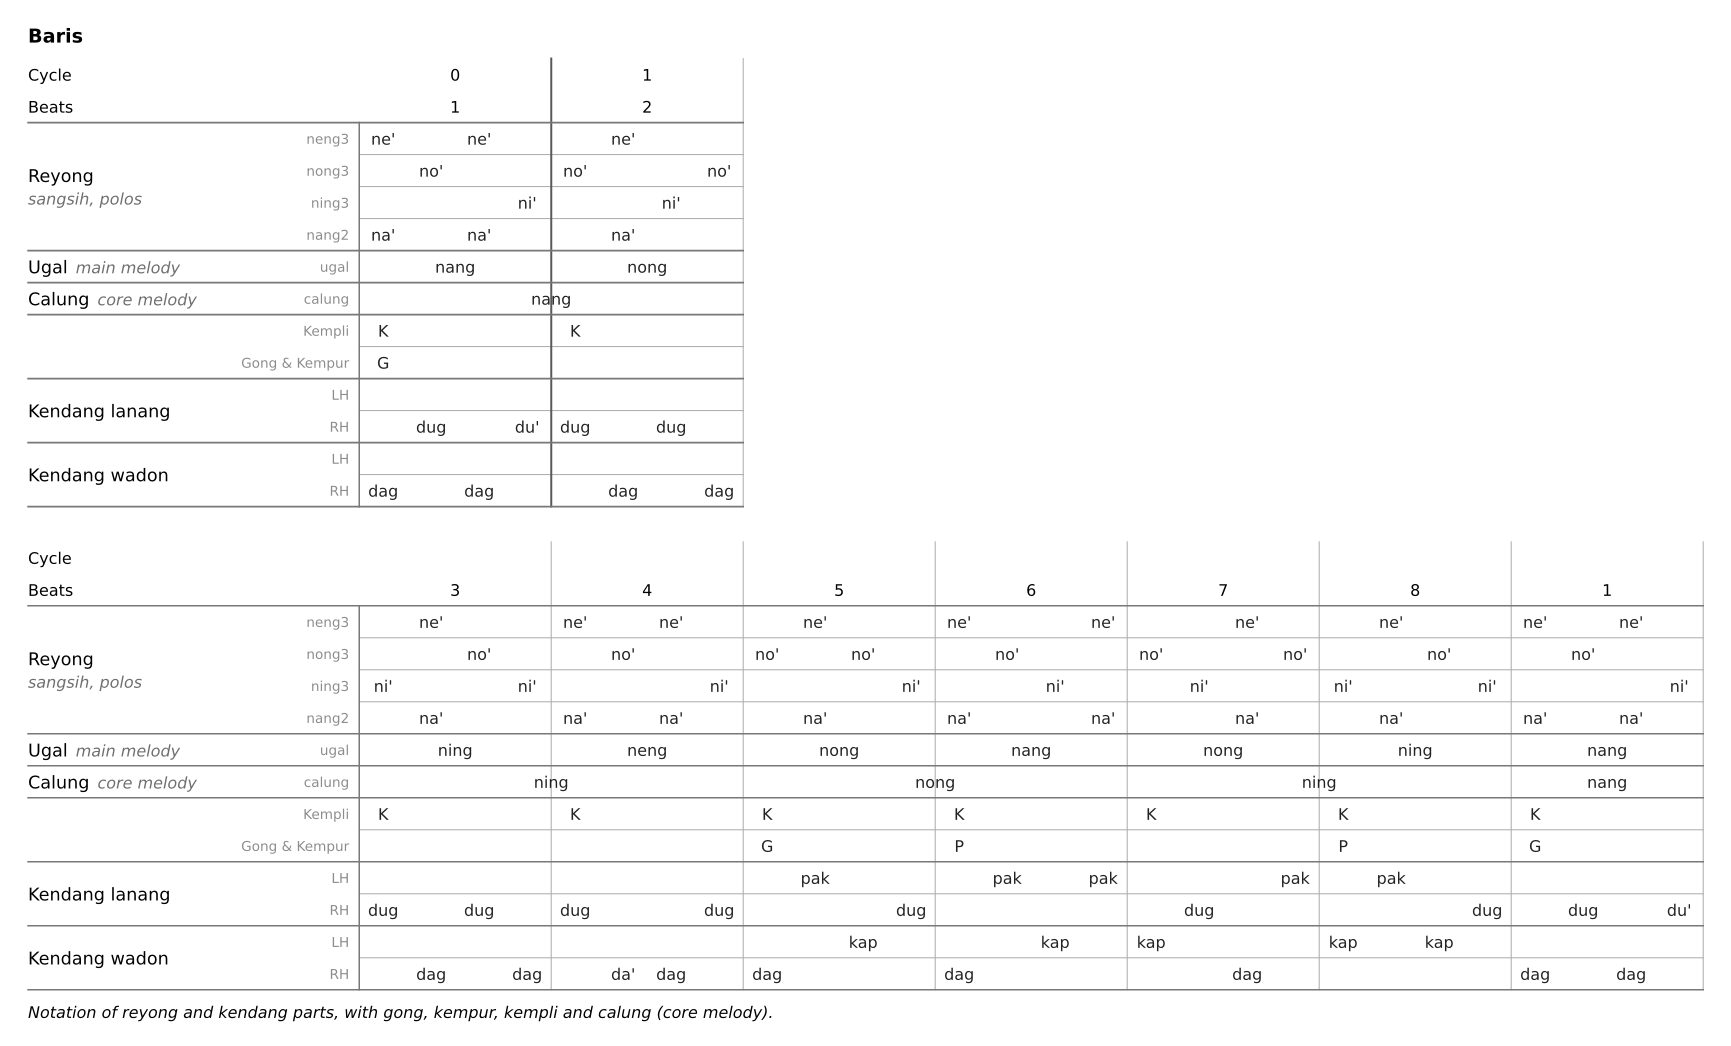 Baris
Cycle 0 1
Beats 1 2
neng3 ne' ne' ne'
Reyong nong3 no' no' no'
sangsih, polos ning3 ni' ni'
nang2 na' na' na'
Ugal main melody ugal nang nong
Calung core melody calung nang
Kempli K K
Gong & Kempur G
Kendang lanang LH
RH dug du' dug dug
Kendang wadon LH
RH dag dag dag dag
Cycle
Beats 3 4 5 6 7 8 1
neng3 ne' ne' ne' ne' ne' ne' ne' ne' ne' ne'
Reyong nong3 no' no' no' no' no' no' no' no' no'
sangsih, polos ning3 ni' ni' ni' ni' ni' ni' ni' ni' ni'
nang2 na' na' na' na' na' na' na' na' na' na'
Ugal main melody ugal ning neng nong nang nong ning nang
Calung core melody calung ning nong ning nang
Kempli K K K K K K K
Gong & Kempur G P P G
Kendang lanang LH pak pak pak pak pak
RH dug dug dug dug dug dug dug dug du'
Kendang wadon LH kap kap kap kap kap
RH dag dag da' dag dag dag dag dag dag
Notation of reyong and kendang parts, with gong, kempur, kempli and calung (core melody).